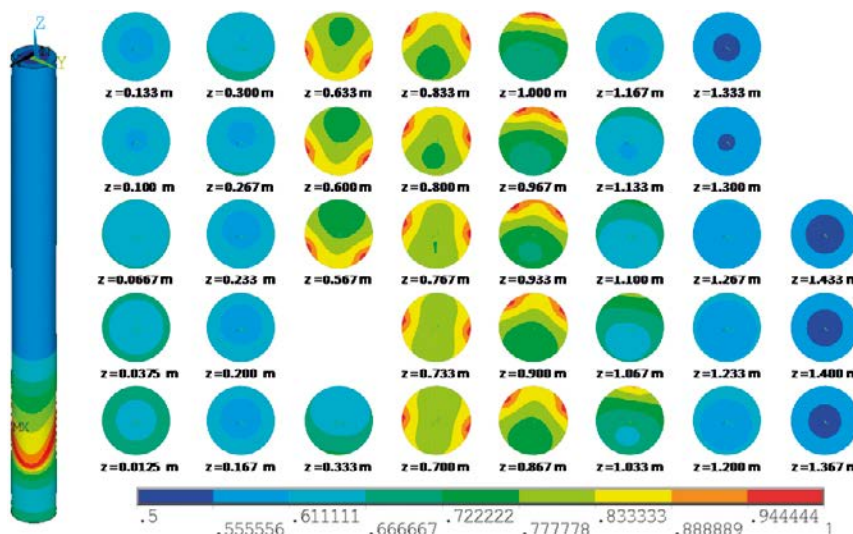 Z
Y
z=0.133 m z=0.300 m z=0.633 m z=0.833 m z=1.000 m z=1.167 m z=1.333 m
z=0.100 m z=0.267 m z=0.600 m z=0.800 m z=0.967 m z=1.133 m z=1.300 m
z=0.0667 m z=0.233 m z=0.567 m z=0.767 m z=0.933 m z=1.100 m z=1.267 m z=1.433 m
z=0.0375 m z=0.200 m z=0.733 m z=0.900 m z=1.067 m z=1.233 m z=1.400 m
MX
z=0.0125 m z=0.167 m z=0.333 m z=0.700 m z=0.867 m z=1.033 m z=1.200 m z=1.367 m
.5 .611111 .722222 .833333 .944444
.555556 .666667 .777778 .888889 1